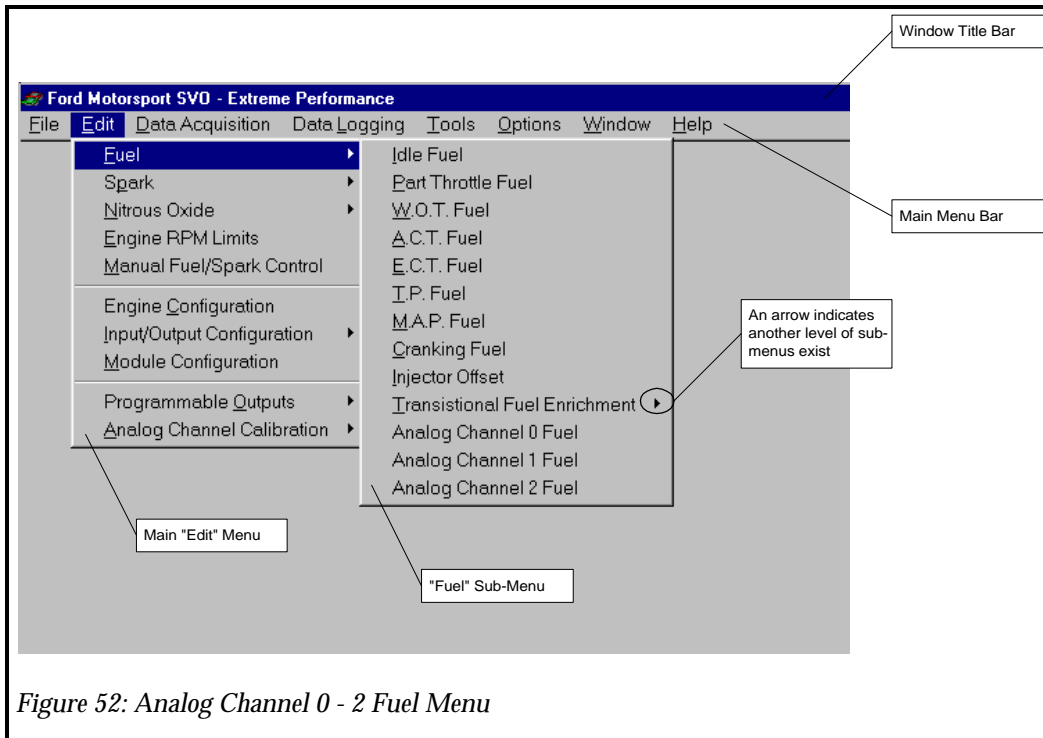 Window Title Bar
Ford Motorsport SVO - Extreme Performance
File Edit Data Acquisition Data Logging Tools Options Window Help
Main Menu Bar
Fuel
Spark
Nitrous Oxide
Engine RPM Limits
Manual Fuel/Spark Control
Engine Configuration
Input/Output Configuration
Module Configuration
Programmable Outputs
Analog Channel Calibration
Idle Fuel
Part Throttle Fuel
W.O.T. Fuel
A.C.T. Fuel
E.C.T. Fuel
T.P. Fuel
M.A.P. Fuel
Cranking Fuel
Injector Offset
Transistional Fuel Enrichment
Analog Channel 0 Fuel
Analog Channel 1 Fuel
Analog Channel 2 Fuel
An arrow indicates
another level of sub-
menus exist
Main "Edit" Menu
"Fuel" Sub-Menu
Figure 52: Analog Channel 0 - 2 Fuel Menu